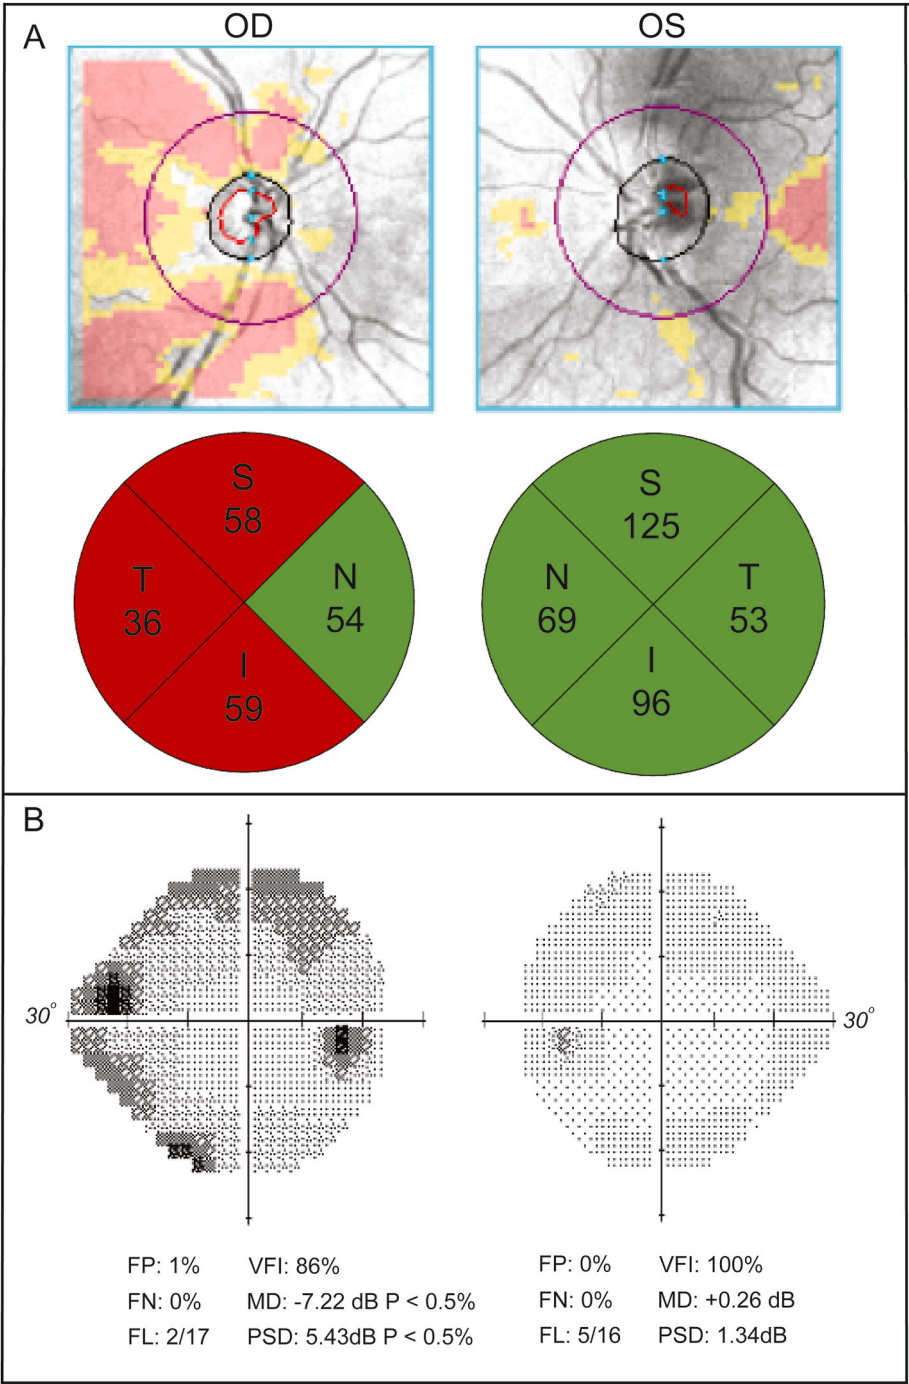 A
OD
OS
S
58
T
36
N
54
I
59
S
125
N
69
T
53
I
96
B
30°
30°
FP: 1%
VFI: 86%
FN: 0%
MD: -7.22 dB P < 0.5%
FL: 2/17
PSD: 5.43dB P < 0.5%
FP: 0%
VFI: 100%
FN: 0%
MD: +0.26 dB
FL: 5/16
PSD: 1.34dB